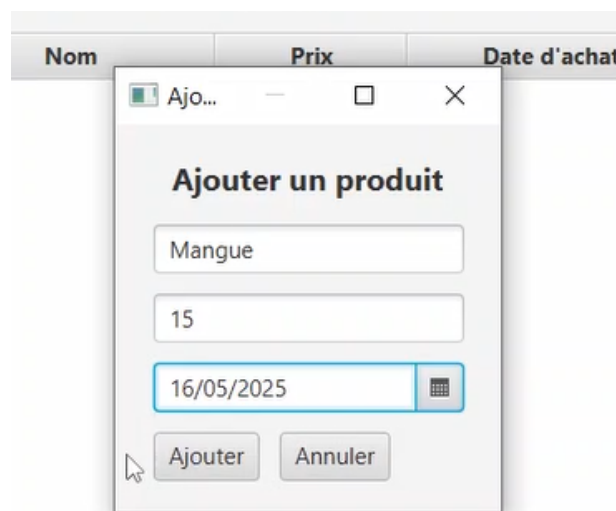 Nom Prix Date d'achat
Ajo...
Ajouter un produit
Mangue
15
16/05/2025
Ajouter Annuler